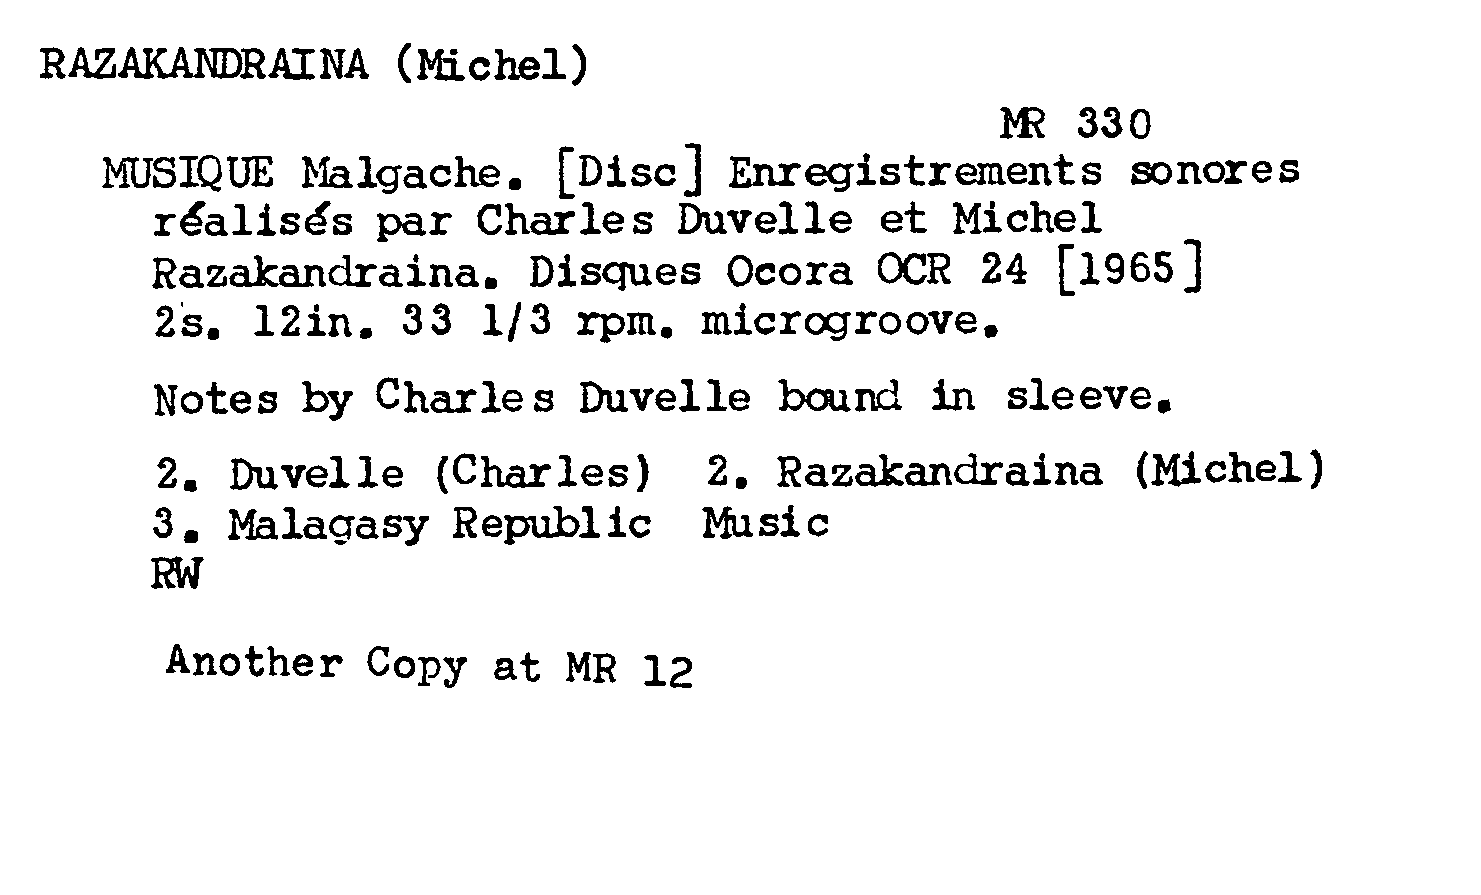 RAZAKANDRAINA (Michel)
MR 330
MUSIQUE Malgache. [Disc] Enregistrements sonores
réalisés par Charles Duvelle et Michel
Razakandraina. Disques Ocora OCR 24 [1965]
2s. 12in. 33 1/3 rpm. microgroove.
Notes by Charles Duvelle bound in sleeve.
2. Duvelle (Charles) 2. Razakandraina (Michel)
3. Malagasy Republic Music
RW
Another Copy at MR 12